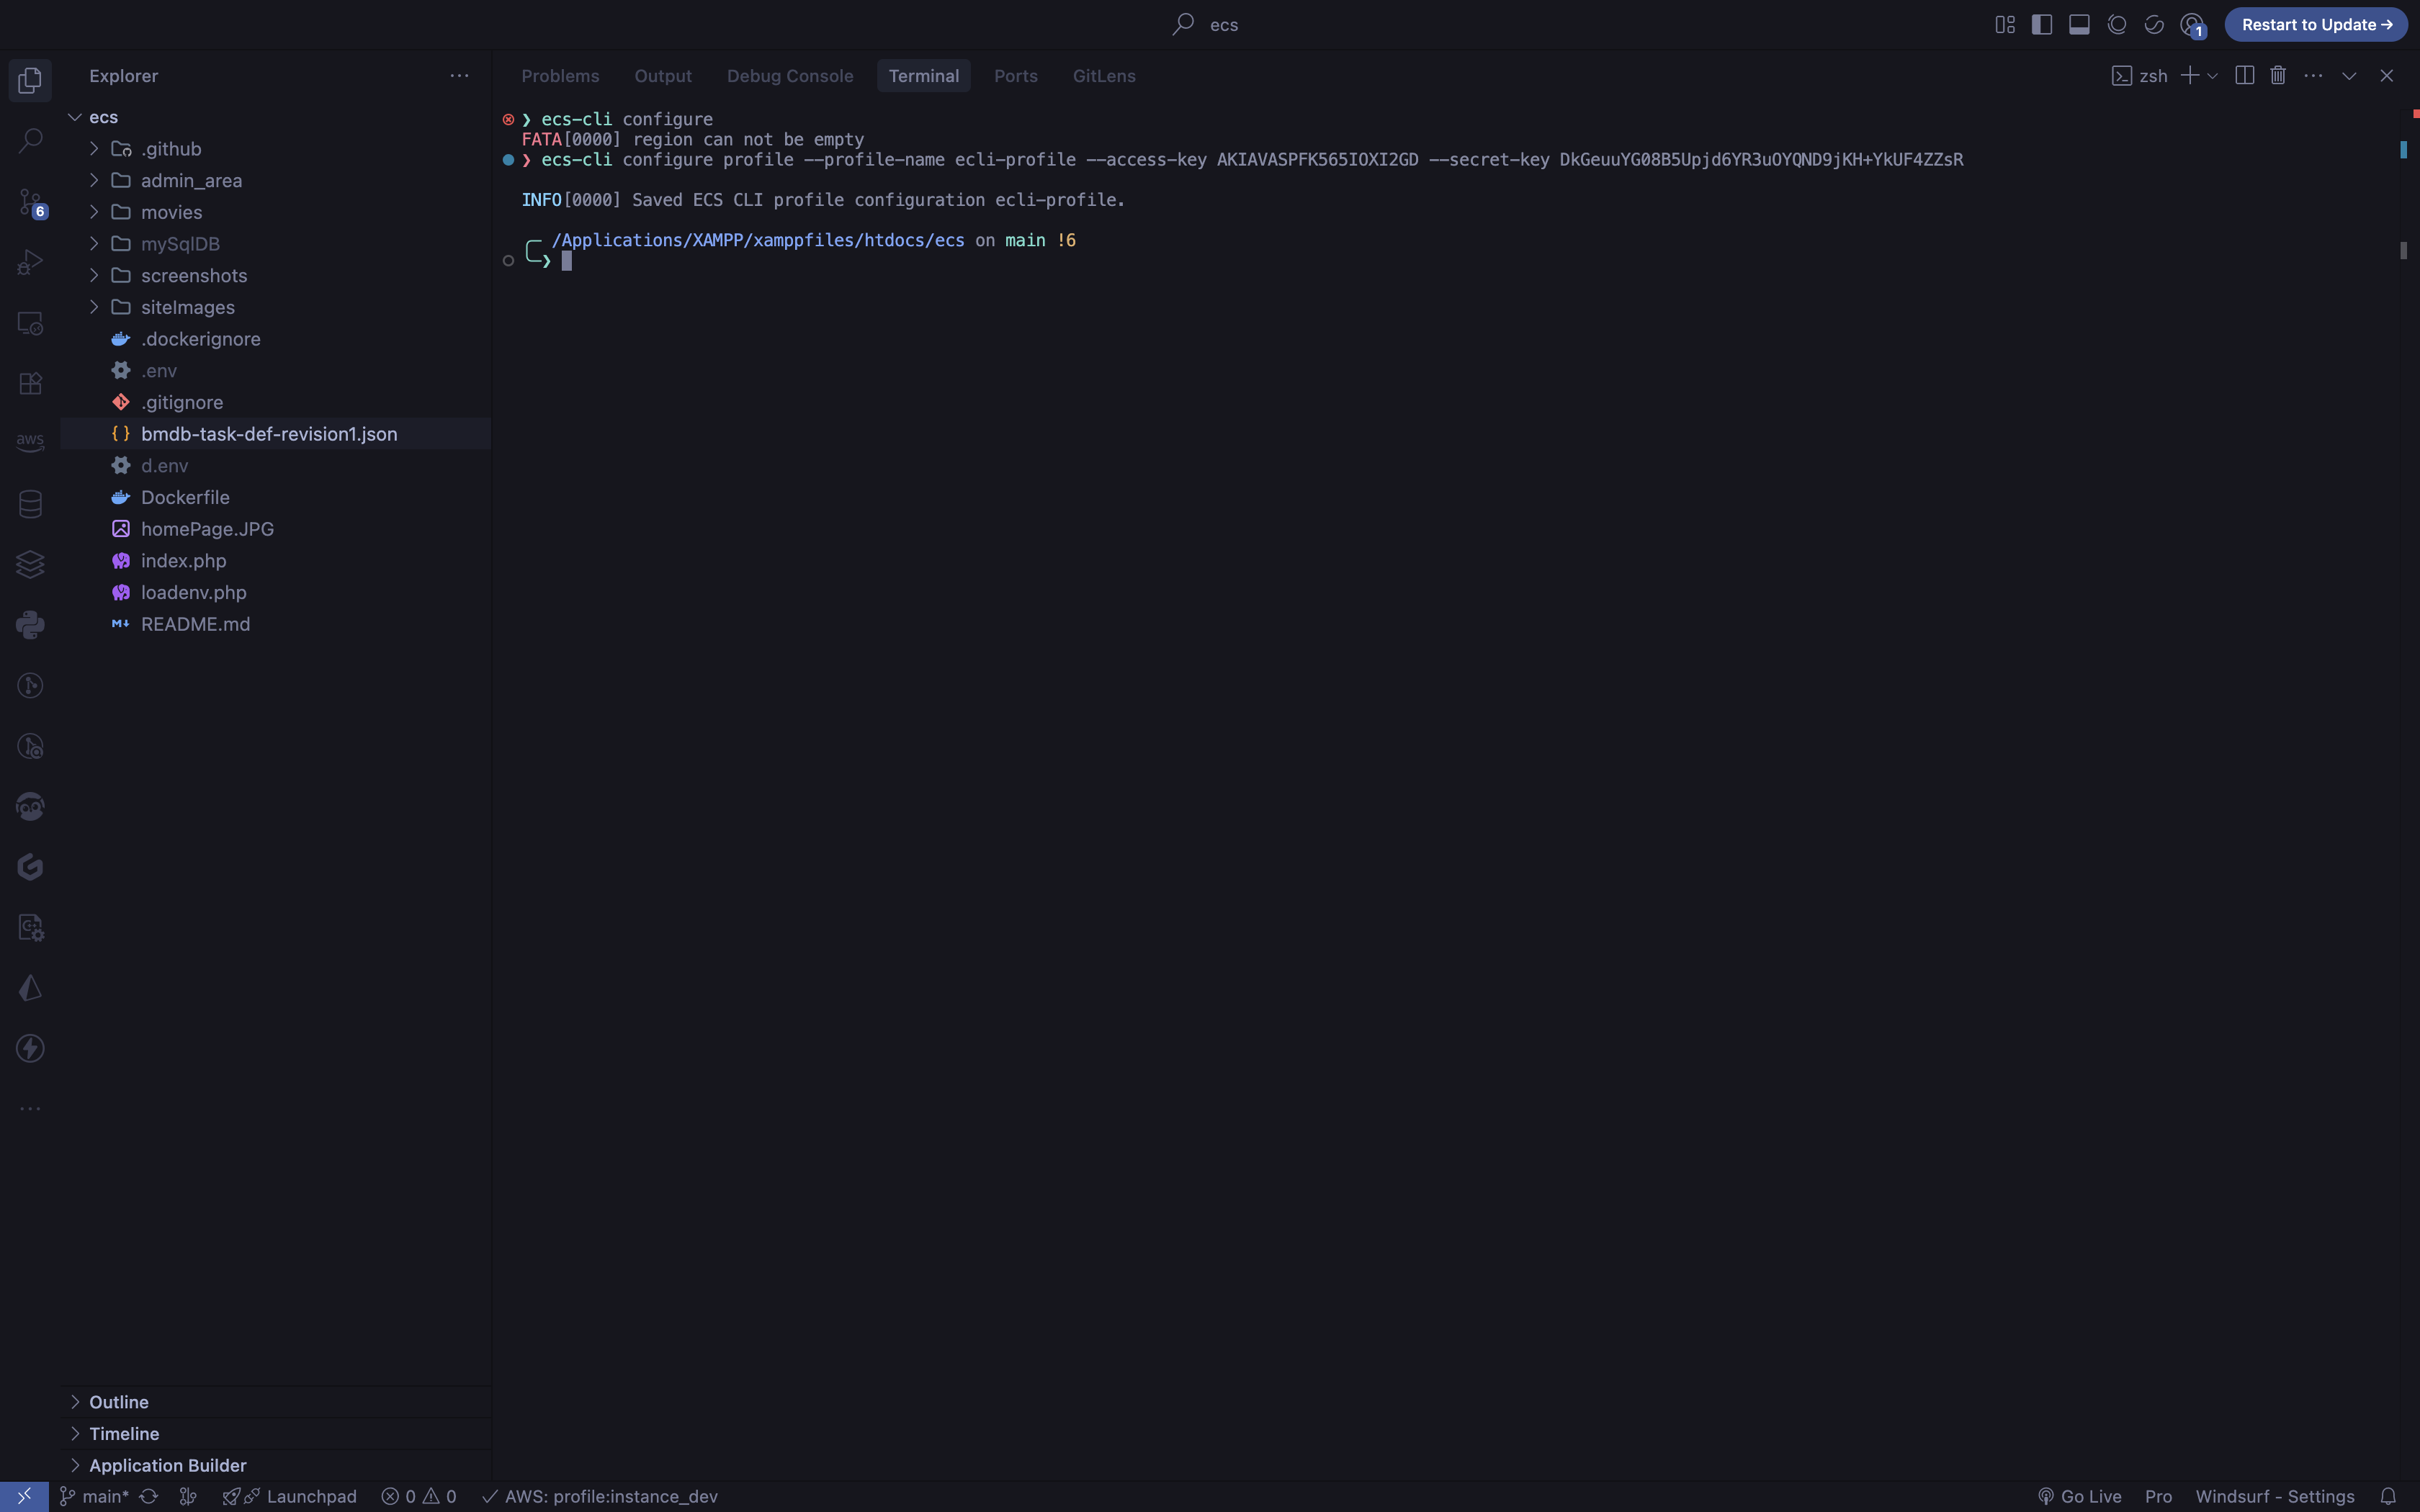 ecs
1
Restart to Update →
Explorer
Problems Output Debug Console Terminal Ports GitLens
zsh
ecs
.github
admin_area
movies
6
mySqlDB
screenshots
siteImages
.dockerignore
.env
.gitignore
aws
{ } bmdb-task-def-revision1.json
d.env
Dockerfile
homePage.JPG
index.php
loadenv.php
M↓ README.md
❯ ecs-cli configure
FATA[0000] region can not be empty
❯ ecs-cli configure profile --profile-name ecli-profile --access-key AKIAVASPFK565IOXI2GD --secret-key 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
INFO[0000] Saved ECS CLI profile configuration ecli-profile.
/Applications/XAMPP/xamppfiles/htdocs/ecs on main !6
❯
Outline
Timeline
Application Builder
main* Launchpad 0 0 AWS: profile:instance_dev
Go Live Pro Windsurf - Settings